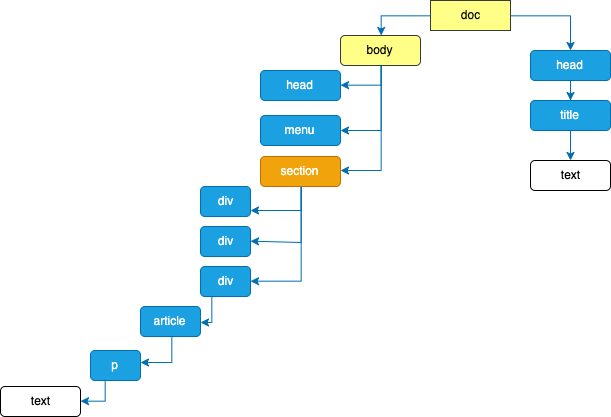 doc
body
head
head
menu
title
section
text
div
div
div
article
p
text